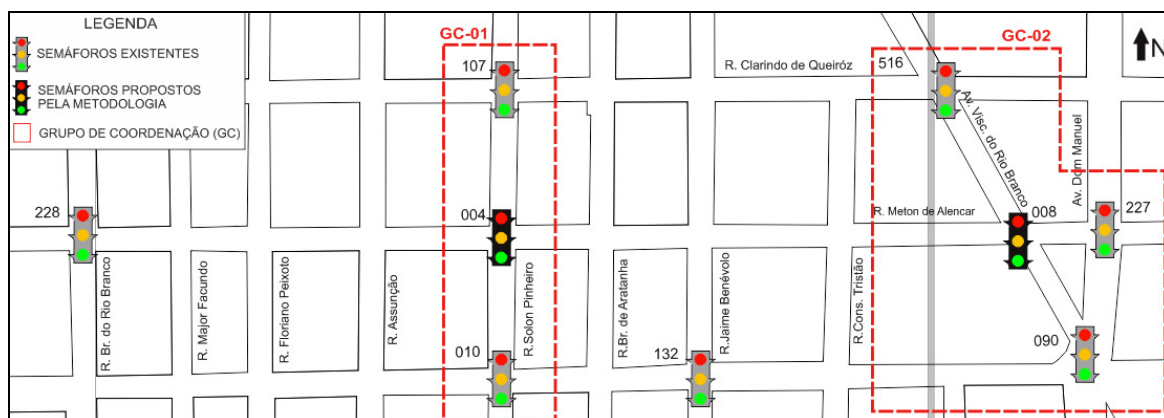 LEGENDA
SEMÁFOROS EXISTENTES
SEMÁFOROS PROPOSTOS
PELA METODOLOGIA
GRUPO DE COORDENAÇÃO (GC)
GC-01
107
R. Clarindo de Queiróz
516
GC-02
N
Av. Visc. do Rio Branco
Av. Dom Manuel
228
004
R. Meton de Alencar
008
227
R. Br. do Rio Branco
R. Major Facundo
R. Floriano Peixoto
R. Assunção
R.Solon Pinheiro
R.Br. de Aratanha
R.Jaime Benévolo
R.Cons. Tristão
010
132
090